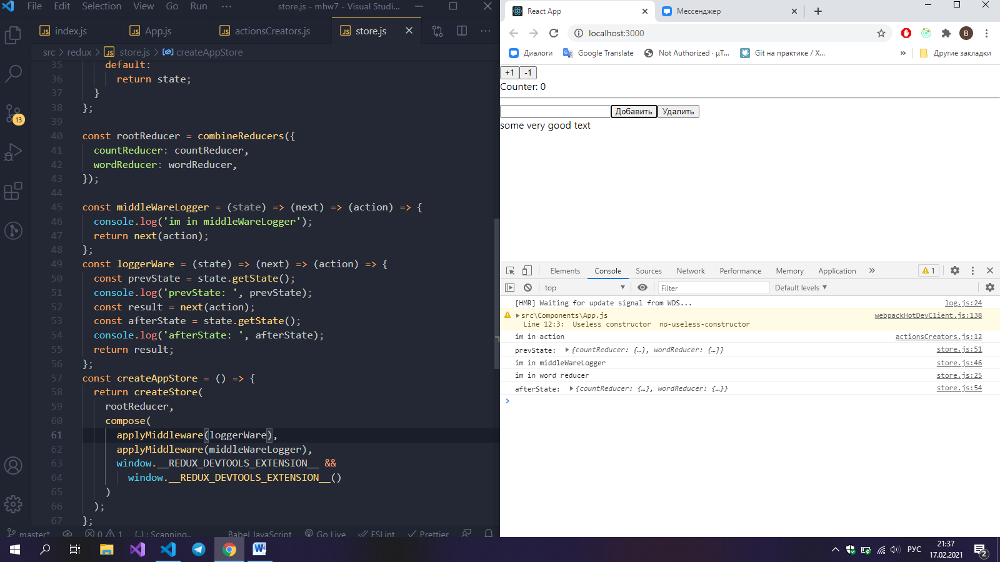 File Edit Selection View Go Run ··· store.js - mhw7 - Visual Studi...
JS index.js JS App.js JS actionsCreators.js JS store.js
src > redux > JS store.js > createAppStore
35 default:
36 return state;
37 }
38 };
39
40 const rootReducer = combineReducers({
41 countReducer: countReducer,
42 wordReducer: wordReducer,
43 });
44
45 const middleWareLogger = (state) => (next) => (action) => {
46 console.log('im in middleWareLogger');
47 return next(action);
48 };
49 const loggerWare = (state) => (next) => (action) => {
50 const prevState = state.getState();
51 console.log('prevState: ', prevState);
52 const result = next(action);
53 const afterState = state.getState();
54 console.log('afterState: ', afterState);
55 return result;
56 };
57 const createAppStore = () => {
58 return createStore(
59 rootReducer,
60 compose(
61 applyMiddleware(loggerWare),
62 applyMiddleware(middleWareLogger),
63 window.__REDUX_DEVTOOLS_EXTENSION__ &&
64 window.__REDUX_DEVTOOLS_EXTENSION__()
65 )
66 );
67 };
13
master* 0 1 {..} : Scanning.. Babel JavaScript Go Live ESLint Prettier
React App Мессенджер
localhost:3000 B
Диалоги Google Translate Not Authorized · µT... Git на практике / X... » Другие закладки
+1 -1
Counter: 0
Добавить Удалить
some very good text
Elements Console Sources Network Performance Memory Application » 1
top Filter Default levels
[HMR] Waiting for update signal from WDS... log.js:24
src\Components\App.js webpackHotDevClient.js:138
Line 12:3: Useless constructor no-useless-constructor
im in action actionsCreators.js:12
prevState: {countReducer: {…}, wordReducer: {…}} store.js:51
im in middleWareLogger store.js:46
im in word reducer store.js:25
afterState: {countReducer: {…}, wordReducer: {…}} store.js:54
>
РУС 21:37
17.02.2021 2